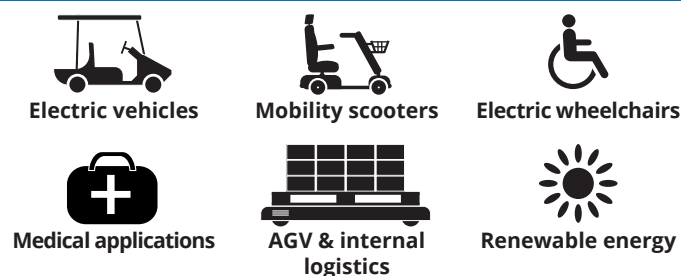 Electric vehicles
Mobility scooters
Electric wheelchairs
Medical applications
AGV & internal
logistics
Renewable energy